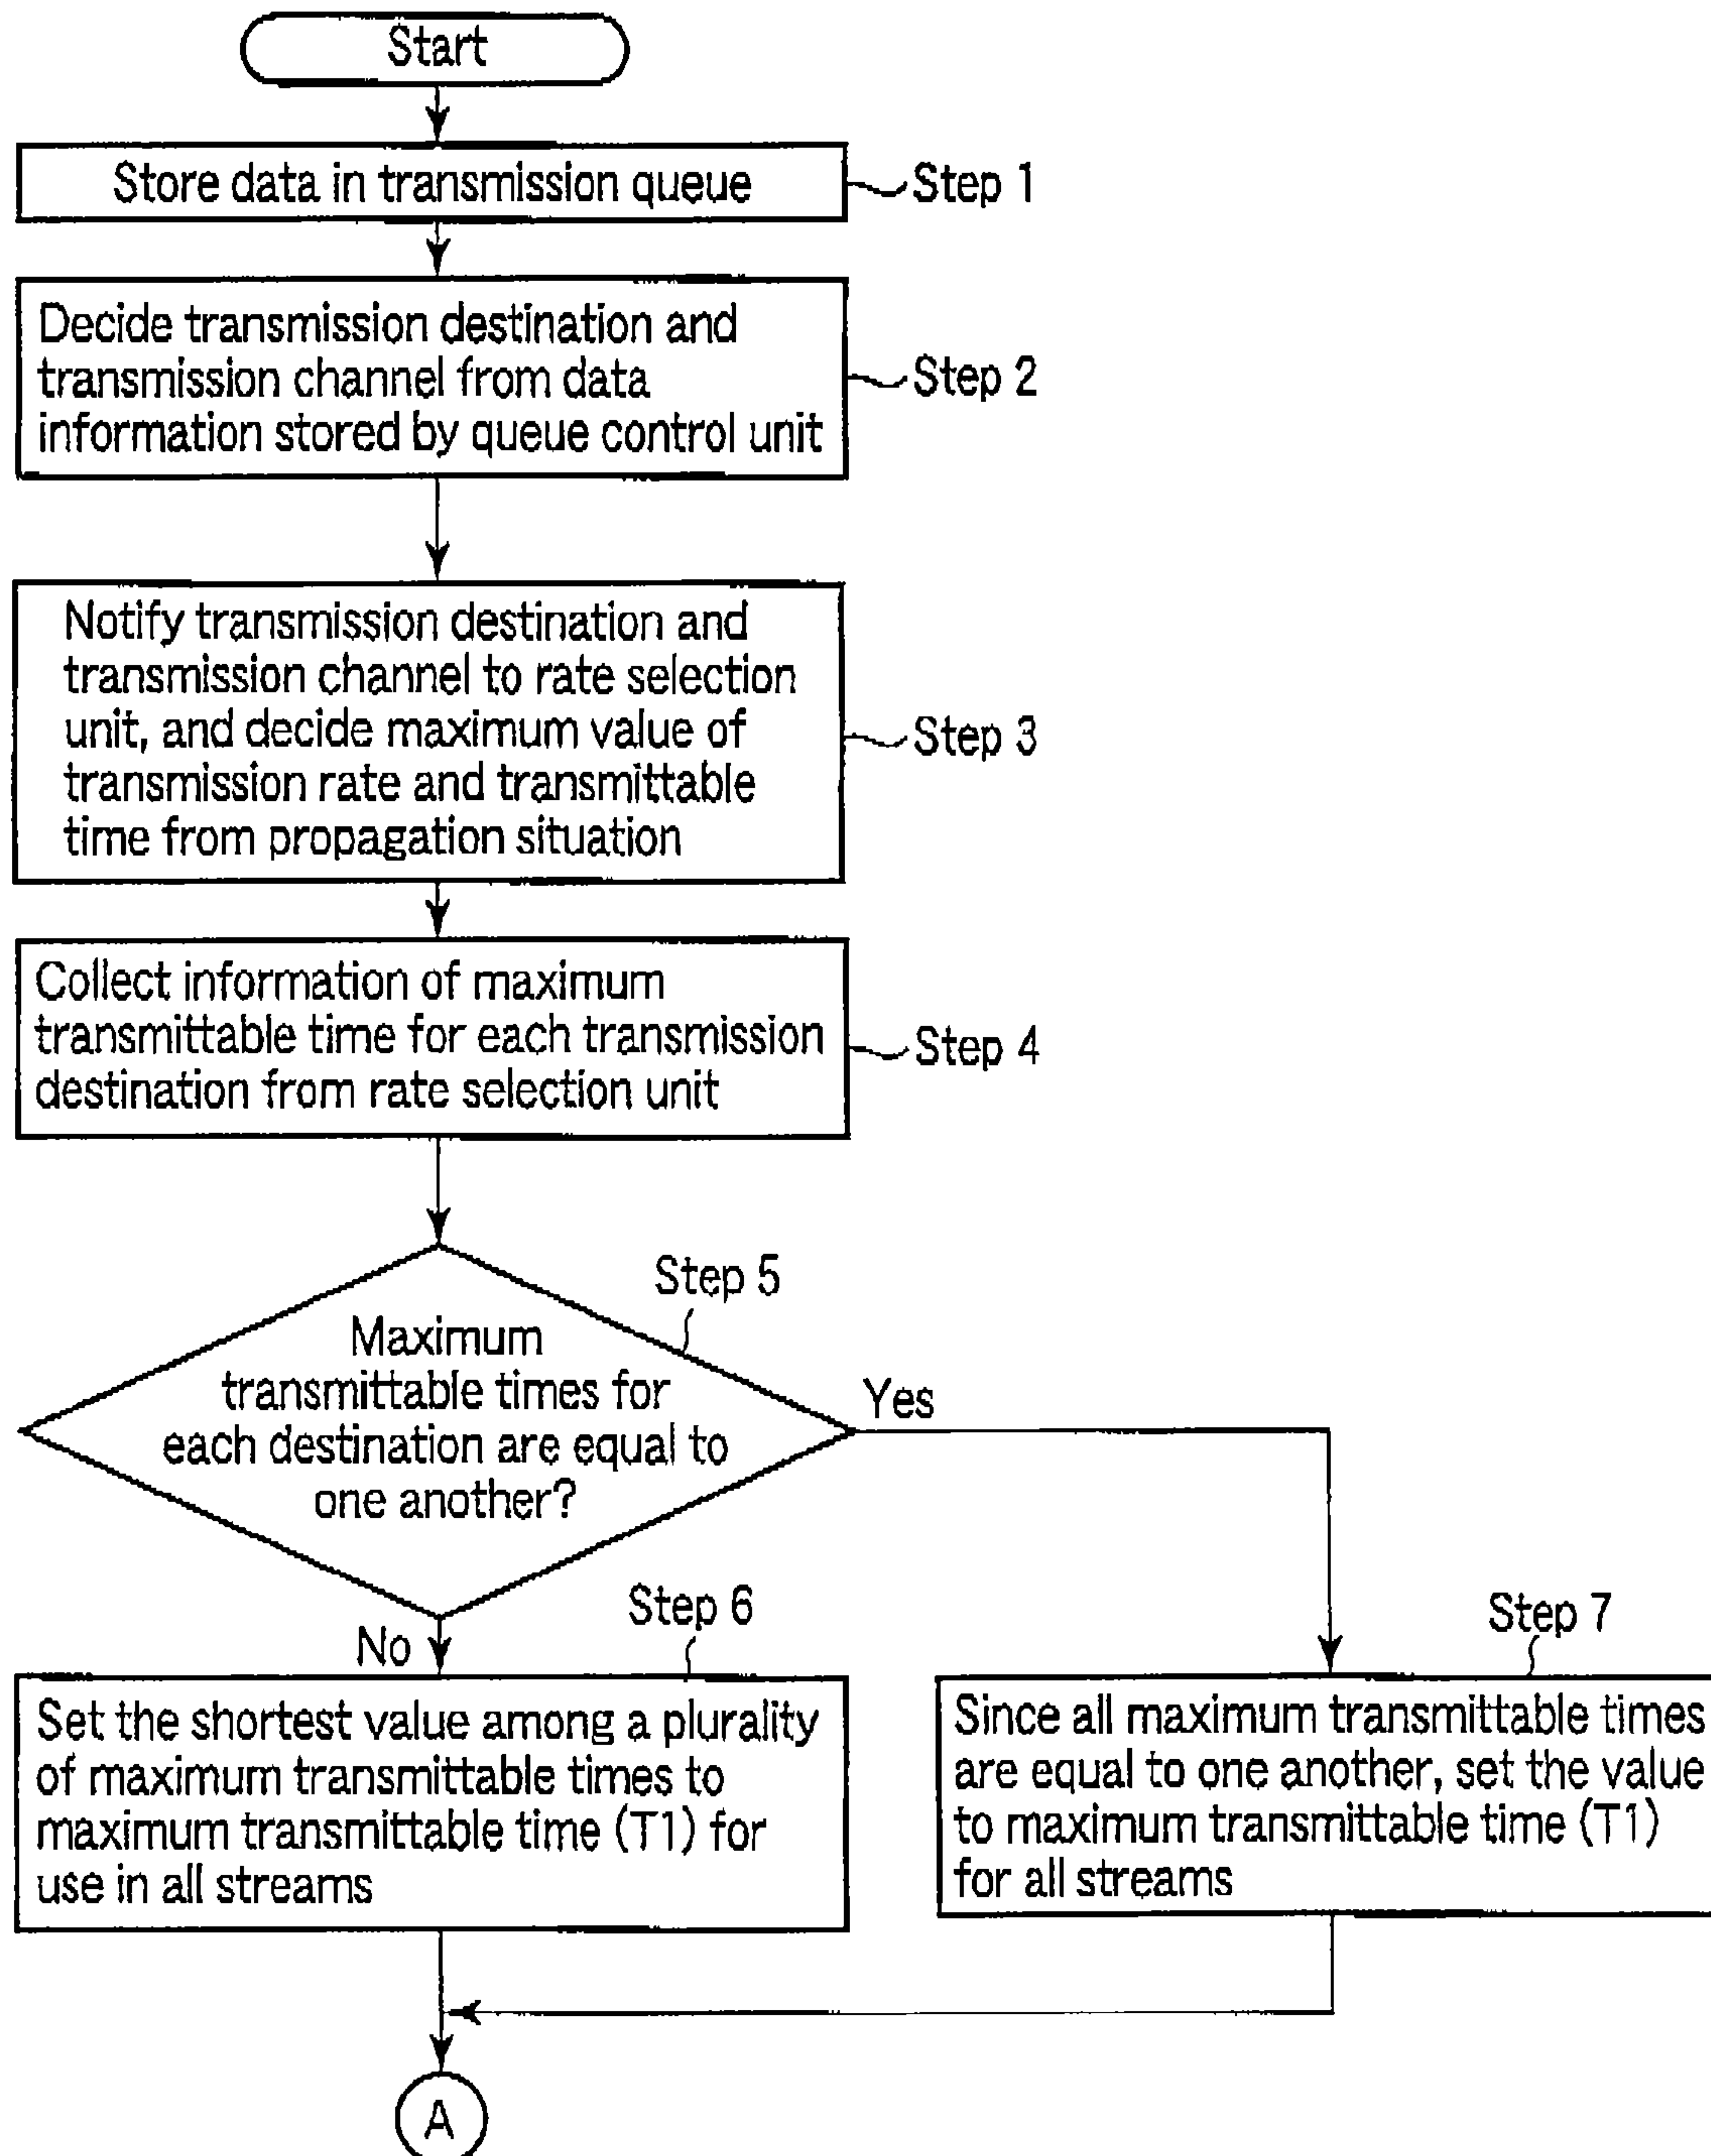 Start
Store data in transmission queue
Step 1
Decide transmission destination and
transmission channel from data
information stored by queue control unit
Step 2
Notify transmission destination and
transmission channel to rate selection
unit, and decide maximum value of
transmission rate and transmittable
time from propagation situation
Step 3
Collect information of maximum
transmittable time for each transmission
destination from rate selection unit
Step 4
Step 5
Maximum
transmittable times for
each destination are equal to
one another?
Yes
No
Step 6
Set the shortest value among a plurality
of maximum transmittable times to
maximum transmittable time (T1) for
use in all streams
Step 7
Since all maximum transmittable times
are equal to one another, set the value
to maximum transmittable time (T1)
for all streams
A